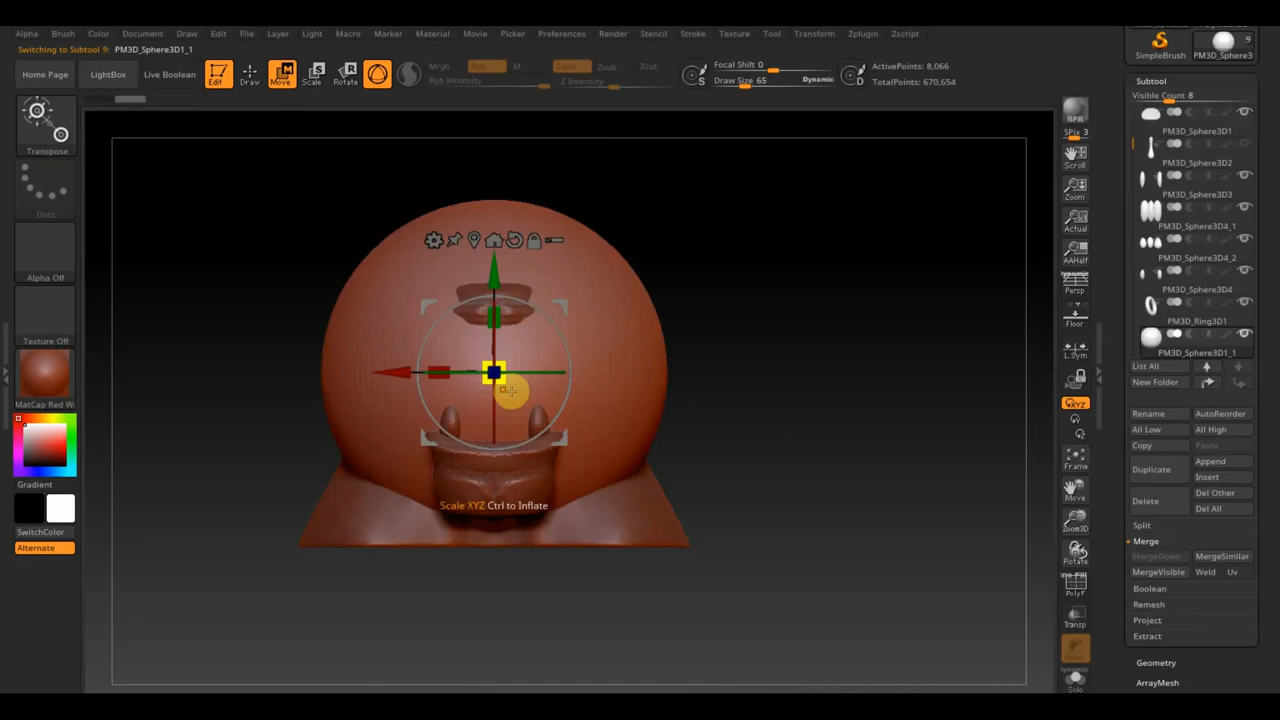 Alpha Brush Color Document Draw Edit File Layer Light Macro Marker Material Movie Picker Preferences Render Stencil Stroke Texture Tool Transform Zplugin Zscript
Switching to Subtool 9: PM3D_Sphere3D1_1
Home Page LightBox Live Boolean Edit Draw Move Scale Rotate
Mrgb Rgb M Zadd Zsub Zcut
Rgb Intensity Z Intensity
Focal Shift 0
Draw Size 65 Dynamic
ActivePoints: 8,066
TotalPoints: 670,654
SimpleBrush PM3D_Sphere3
9
Transpose
Dots
Alpha Off
Texture Off
MatCap Red Wa
Gradient
SwitchColor
Alternate
Scale XYZ Ctrl to Inflate
BPR
SPix 3
Scroll
Zoom
Actual
AAHalf
Dynamic
Persp
Floor
L.Sym
XYZ
Frame
Move
Zoom3D
Rotate
Line Fill
PolyF
Transp
Dynamic
Solo
Subtool
Visible Count 8
PM3D_Sphere3D1
PM3D_Sphere3D2
PM3D_Sphere3D3
PM3D_Sphere3D4_1
PM3D_Sphere3D4_2
PM3D_Sphere3D4
PM3D_Ring3D1
PM3D_Sphere3D1_1
List All
New Folder
Rename AutoReorder
All Low All High
Copy Paste
Duplicate Append
Insert
Delete Del Other
Del All
Split
Merge
MergeDown MergeSimilar
MergeVisible Weld Uv
Boolean
Remesh
Project
Extract
Geometry
ArrayMesh